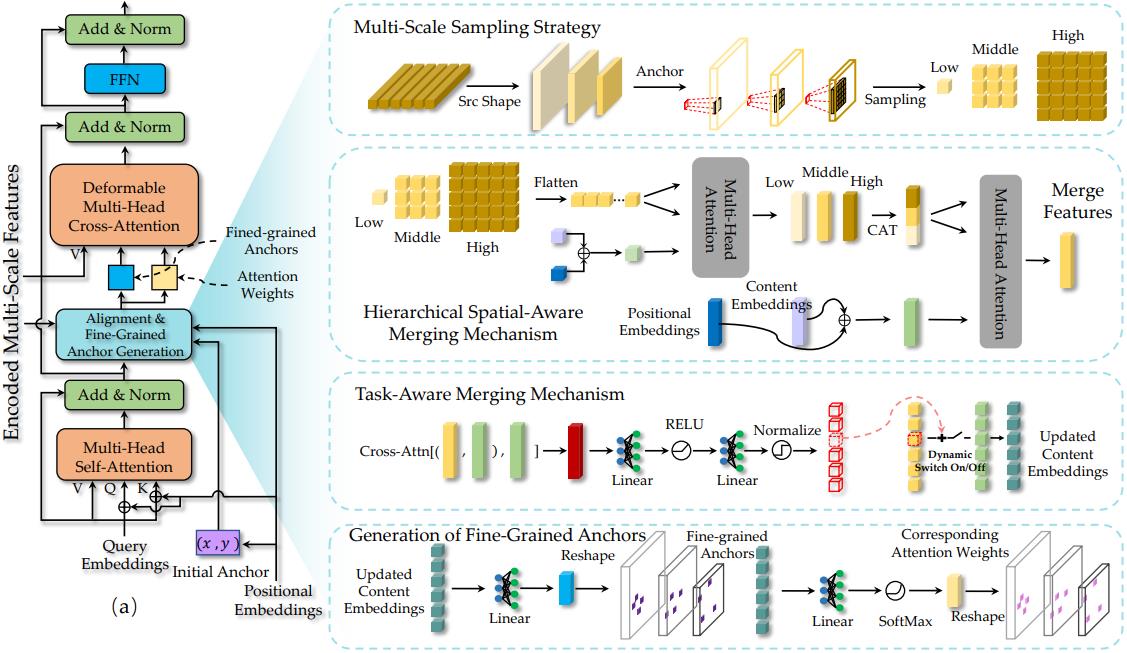 Add & Norm
FFN
Add & Norm
Deformable
Multi-Head
Cross-Attention
V
Fined-grained
Anchors
Attention
Weights
Encoded Multi-Scale Features
Alignment &
Fine-Grained
Anchor Generation
Add & Norm
Multi-Head
Self-Attention
V
Q
K
Query
Embeddings
(x,y)
Initial Anchor
Positional
Embeddings
(a)
Multi-Scale Sampling Strategy
Src Shape
Anchor
Sampling
Low
Middle
High
Low
Middle
High
Flatten
Multi-Head
Attention
Low
Middle
High
CAT
Multi-Head Attention
Merge
Features
Hierarchical Spatial-Aware
Merging Mechanism
Positional
Embeddings
Content
Embeddings
Task-Aware Merging Mechanism
Cross-Attn[( , ), ]
Linear
RELU
Linear
Normalize
Dynamic
Switch On/Off
Updated
Content
Embeddings
Generation of Fine-Grained Anchors
Updated
Content
Embeddings
Linear
Reshape
Fine-grained
Anchors
Linear
SoftMax
Corresponding
Attention Weights
Reshape